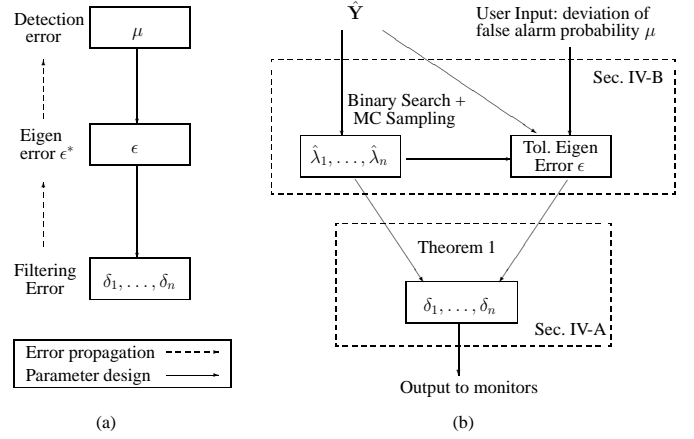 Detection
error
μ
Eigen
error ϵ*
ϵ
Filtering
Error
δ₁, . . . , δₙ
Error propagation
Parameter design
(a)
Ŷ
User Input: deviation of
false alarm probability μ
Sec. IV-B
Binary Search +
MC Sampling
λ̂₁, . . . , λ̂ₙ
Tol. Eigen
Error ϵ
Theorem 1
δ₁, . . . , δₙ
Sec. IV-A
Output to monitors
(b)